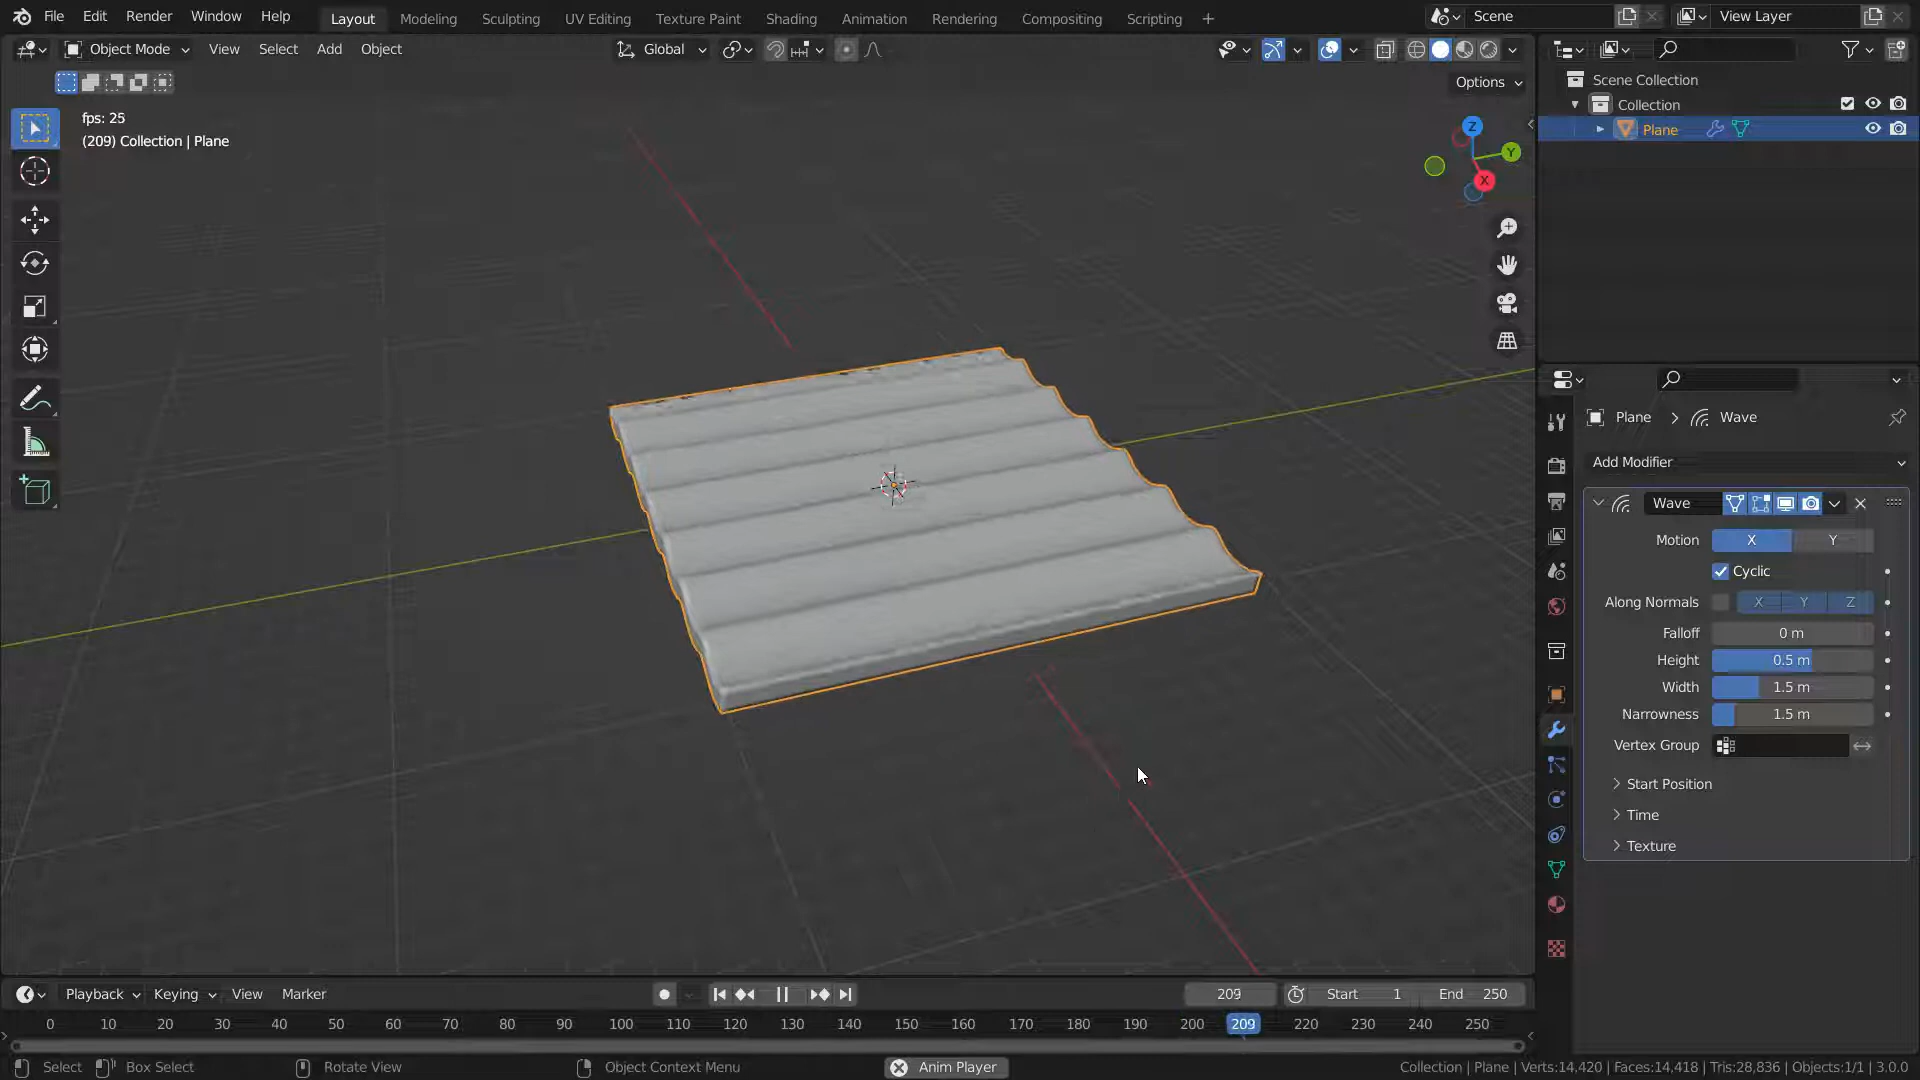 File Edit Render Window Help Layout Modeling Sculpting UV Editing Texture Paint Shading Animation Rendering Compositing Scripting + Scene View Layer
Object Mode View Select Add Object Global
Options
fps: 25
(209) Collection | Plane
Z
Y
X
Scene Collection
Collection
Plane
Plane > Wave
Add Modifier
Wave
Motion X Y
Cyclic
Along Normals X Y Z
Falloff 0 m
Height 0.5 m
Width 1.5 m
Narrowness 1.5 m
Vertex Group
Start Position
Time
Texture
Playback Keying View Marker 209 Start 1 End 250
0 10 20 30 40 50 60 70 80 90 100 110 120 130 140 150 160 170 180 190 200 209 220 230 240 250
Select Box Select Rotate View Object Context Menu Anim Player Collection | Plane | Verts:14,420 | Faces:14,418 | Tris:28,836 | Objects:1/1 | 3.0.0